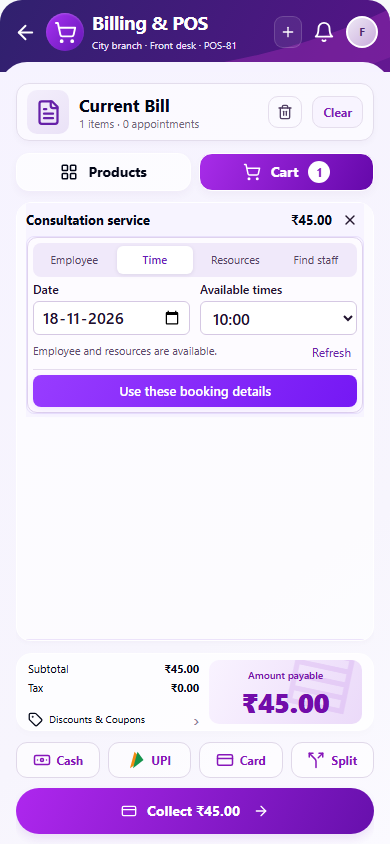 Billing & POS
City branch · Front desk · POS-81
F
Current Bill
1 items · 0 appointments
Clear
Products
Cart 1
Consultation service ₹45.00
Employee Time Resources Find staff
Date Available times
18-11-2026 10:00
Employee and resources are available. Refresh
Use these booking details
Subtotal ₹45.00
Tax ₹0.00
Discounts & Coupons
Amount payable
₹45.00
Cash UPI Card Split
Collect ₹45.00